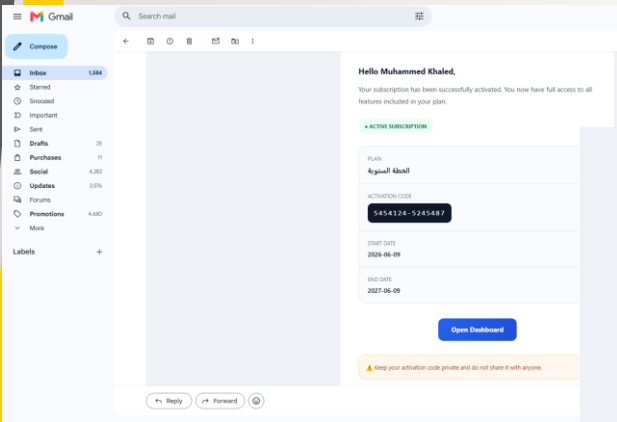 Gmail
Search mail
Compose
Inbox 1,584
Starred
Snoozed
Important
Sent
Drafts 25
Purchases 11
Social 4,282
Updates 3,076
Forums
Promotions 4,680
More
Labels
Hello Muhammed Khaled,
Your subscription has been successfully activated. You now have full access to all
features included in your plan.
• ACTIVE SUBSCRIPTION
PLAN
الخطة السنوية
ACTIVATION CODE
5454124-5245487
START DATE
2026-06-09
END DATE
2027-06-09
Open Dashboard
⚠️ Keep your activation code private and do not share it with anyone.
Reply
Forward